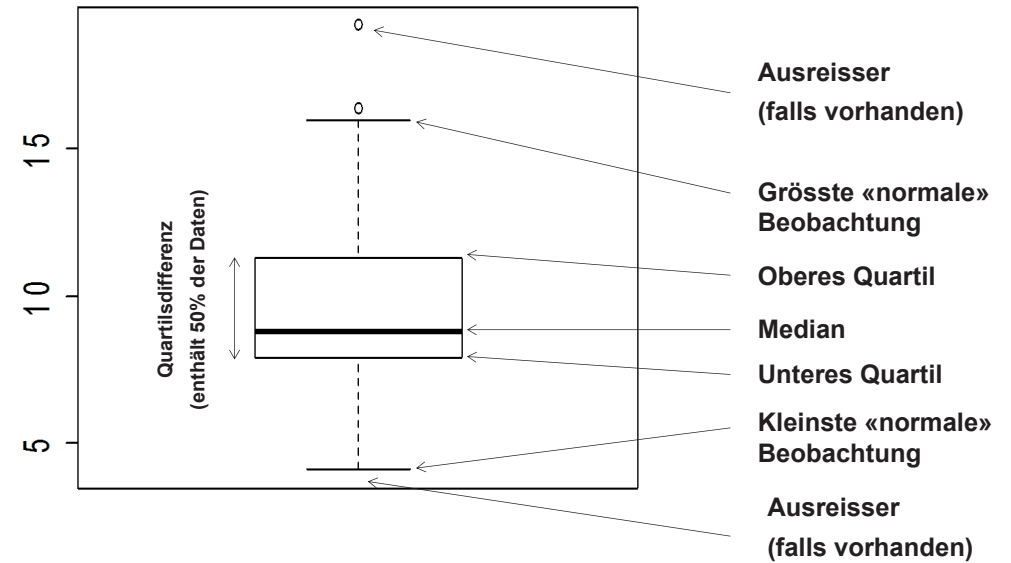 15
10
5
Quartilsdifferenz
(enthält 50% der Daten)
Ausreisser
(falls vorhanden)
Grösste «normale»
Beobachtung
Oberes Quartil
Median
Unteres Quartil
Kleinste «normale»
Beobachtung
Ausreisser
(falls vorhanden)